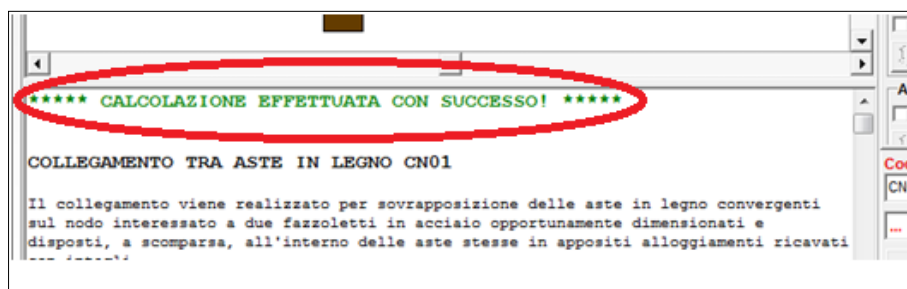 ***** CALCOLAZIONE EFFETTUATA CON SUCCESSO! *****
COLLEGAMENTO TRA ASTE IN LEGNO CN01
Il collegamento viene realizzato per sovrapposizione delle aste in legno convergenti
sul nodo interessato a due fazzoletti in acciaio opportunamente dimensionati e
disposti, a scomparsa, all'interno delle aste stesse in appositi alloggiamenti ricavati
A
CN
...